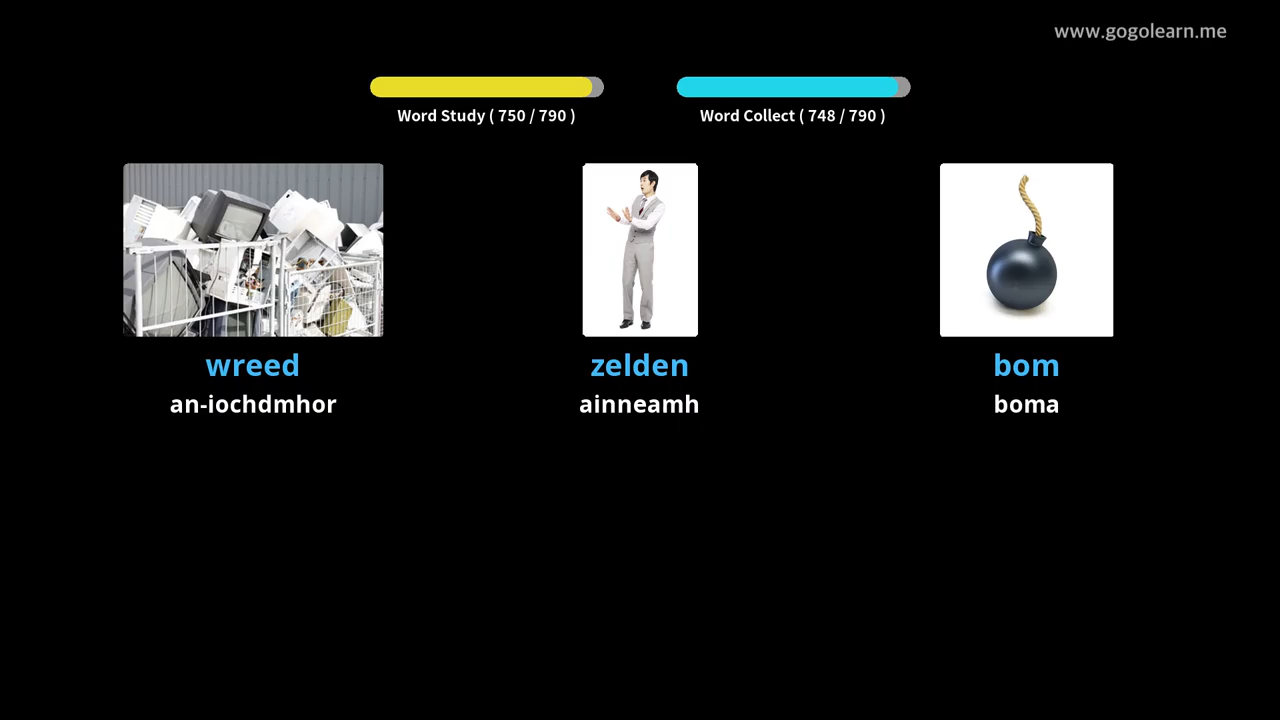 www.gogolearn.me
Word Study ( 750 / 790 )
Word Collect ( 748 / 790 )
wreed
an-iochdmhor
zelden
ainneamh
bom
boma